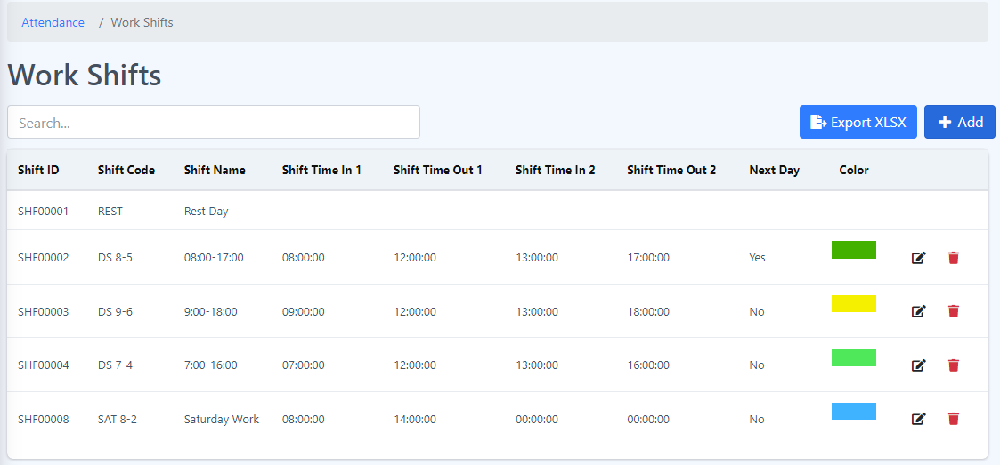 Attendance / Work Shifts
Work Shifts
Search...
Export XLSX
Add
Shift ID Shift Code Shift Name Shift Time In 1 Shift Time Out 1 Shift Time In 2 Shift Time Out 2 Next Day Color
SHF00001 REST Rest Day
SHF00002 DS 8-5 08:00-17:00 08:00:00 12:00:00 13:00:00 17:00:00 Yes
SHF00003 DS 9-6 9:00-18:00 09:00:00 12:00:00 13:00:00 18:00:00 No
SHF00004 DS 7-4 7:00-16:00 07:00:00 12:00:00 13:00:00 16:00:00 No
SHF00008 SAT 8-2 Saturday Work 08:00:00 14:00:00 00:00:00 00:00:00 No